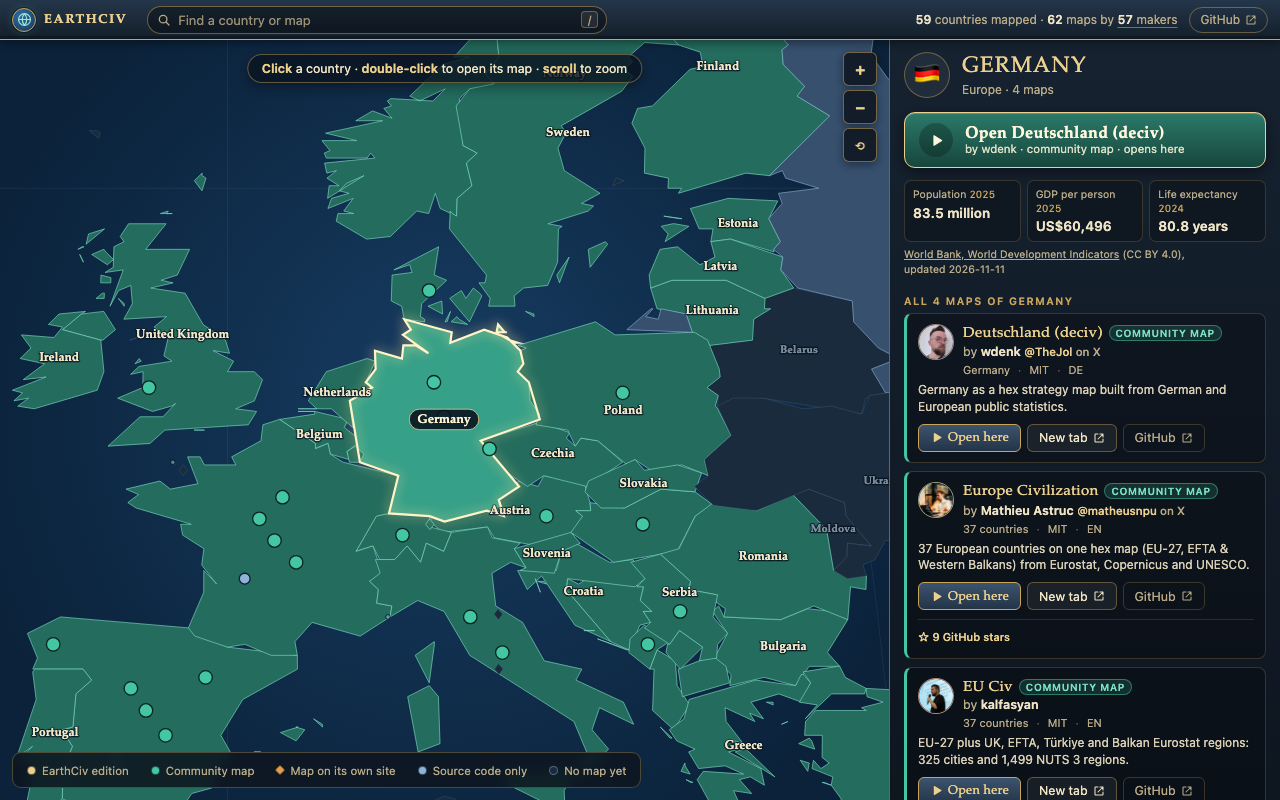 EARTHCIV
Find a country or map
/
59 countries mapped · 62 maps by 57 makers
GitHub
Click a country · double-click to open its map · scroll to zoom
+
−
Finland
Sweden
Estonia
Latvia
Lithuania
Belarus
United Kingdom
Ireland
Netherlands
Germany
Belgium
Poland
Czechia
Ukra
Slovakia
Austria
Moldova
Slovenia
Romania
Croatia
Serbia
Bulgaria
Portugal
Greece
EarthCiv edition
Community map
Map on its own site
Source code only
No map yet
GERMANY
Europe · 4 maps
Open Deutschland (deciv)
by wdenk · community map · opens here
Population 2025
83.5 million
GDP per person 2025
US$60,496
Life expectancy 2024
80.8 years
World Bank, World Development Indicators (CC BY 4.0),
updated 2026-11-11
ALL 4 MAPS OF GERMANY
Deutschland (deciv) COMMUNITY MAP
by wdenk @TheJol on X
Germany · MIT · DE
Germany as a hex strategy map built from German and
European public statistics.
Open here
New tab
GitHub
Europe Civilization COMMUNITY MAP
by Mathieu Astruc @matheusnpu on X
37 countries · MIT · EN
37 European countries on one hex map (EU-27, EFTA &
Western Balkans) from Eurostat, Copernicus and UNESCO.
Open here
New tab
GitHub
☆ 9 GitHub stars
EU Civ COMMUNITY MAP
by kalfasyan
37 countries · MIT · EN
EU-27 plus UK, EFTA, Türkiye and Balkan Eurostat regions:
325 cities and 1,499 NUTS 3 regions.
Open here
New tab
GitHub